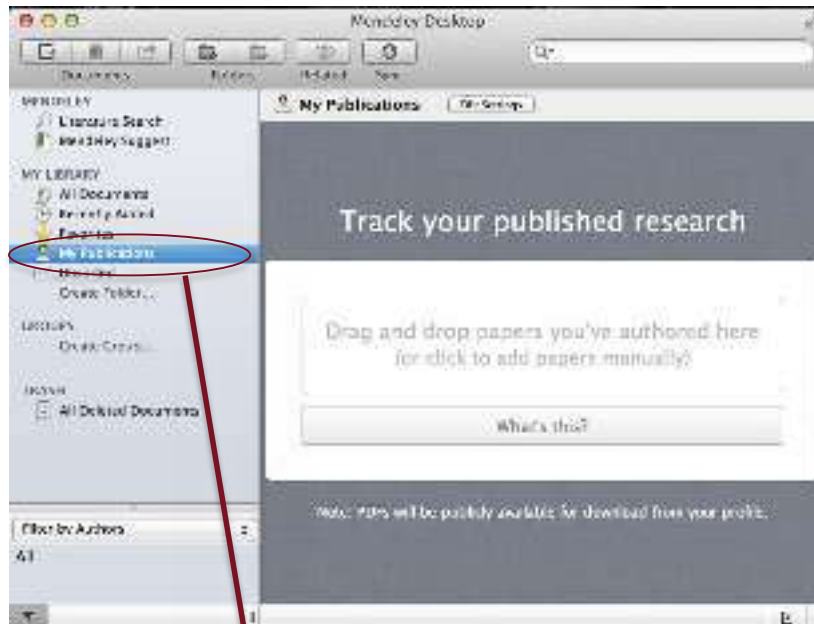 Mendeley Desktop
Documents
Folders
Related
Sync
MENDELEY
Literature Search
Mendeley Suggest
My Publications
MY LIBRARY
All Documents
Recently Added
Favorites
My Publications
Create Folder...
GROUPS
Create Group...
TRASH
All Deleted Documents
Filter by Authors
All
Track your published research
Drag and drop papers you've authored here
(or click to add papers manually)
What's this?
Note: PDFs will be publicly available for download from your profile.